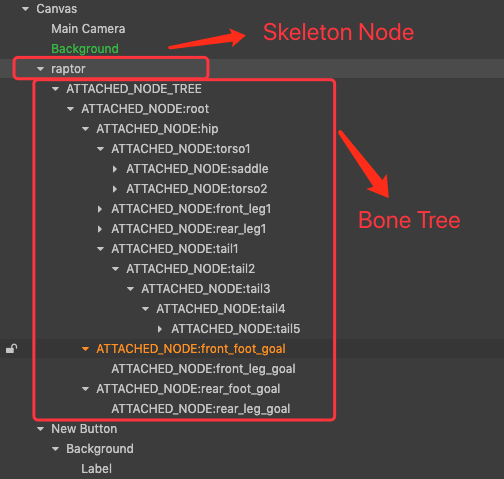 Canvas
Main Camera
Skeleton Node
Background
raptor
ATTACHED_NODE_TREE
ATTACHED_NODE:root
ATTACHED_NODE:hip
ATTACHED_NODE:torso1
ATTACHED_NODE:saddle
ATTACHED_NODE:torso2
ATTACHED_NODE:front_leg1
Bone Tree
ATTACHED_NODE:rear_leg1
ATTACHED_NODE:tail1
ATTACHED_NODE:tail2
ATTACHED_NODE:tail3
ATTACHED_NODE:tail4
ATTACHED_NODE:tail5
ATTACHED_NODE:front_foot_goal
ATTACHED_NODE:front_leg_goal
ATTACHED_NODE:rear_foot_goal
ATTACHED_NODE:rear_leg_goal
New Button
Background
Label